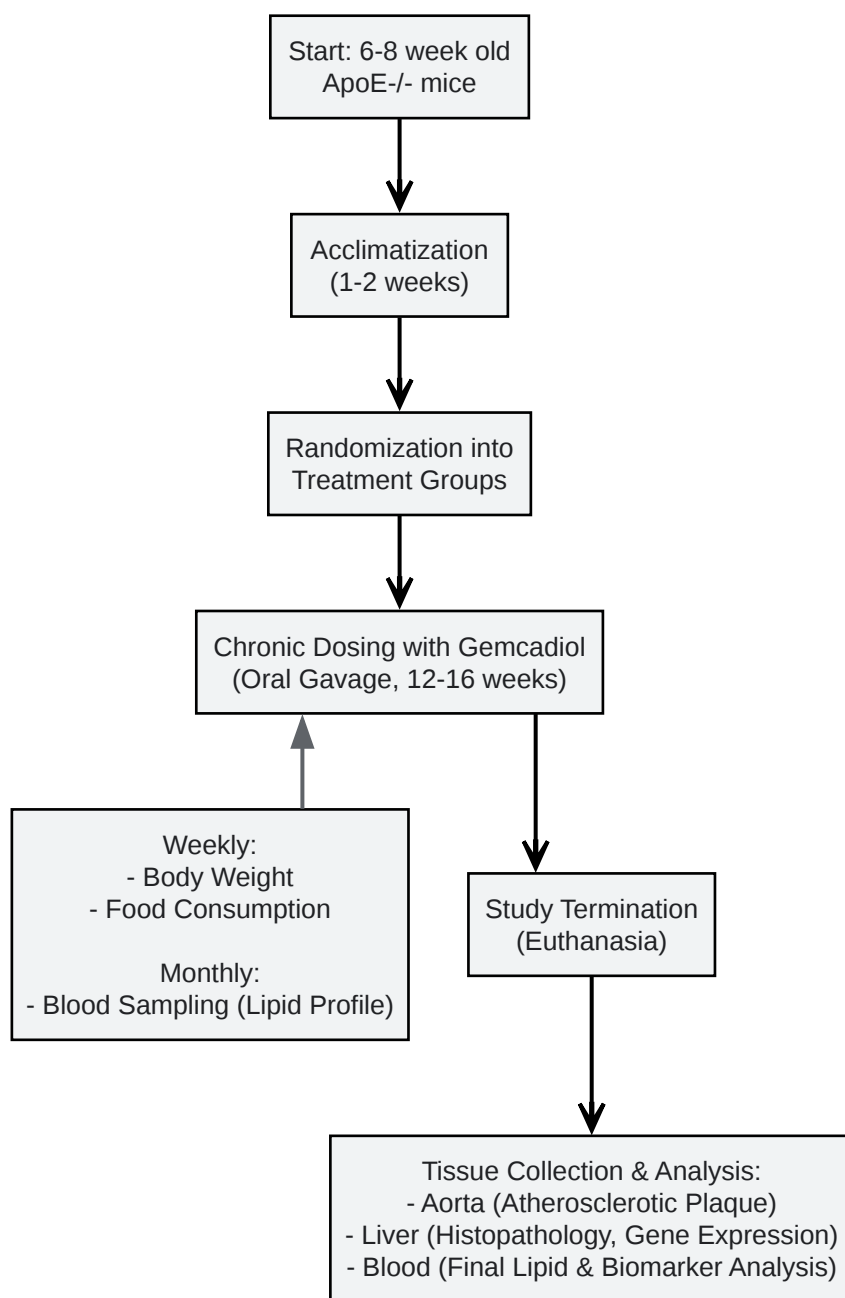 Start: 6-8 week old
ApoE-/- mice
Acclimatization
(1-2 weeks)
Randomization into
Treatment Groups
Chronic Dosing with Gemcadiol
(Oral Gavage, 12-16 weeks)
Weekly:
- Body Weight
- Food Consumption
Monthly:
- Blood Sampling (Lipid Profile)
Study Termination
(Euthanasia)
Tissue Collection & Analysis:
- Aorta (Atherosclerotic Plaque)
- Liver (Histopathology, Gene Expression)
- Blood (Final Lipid & Biomarker Analysis)